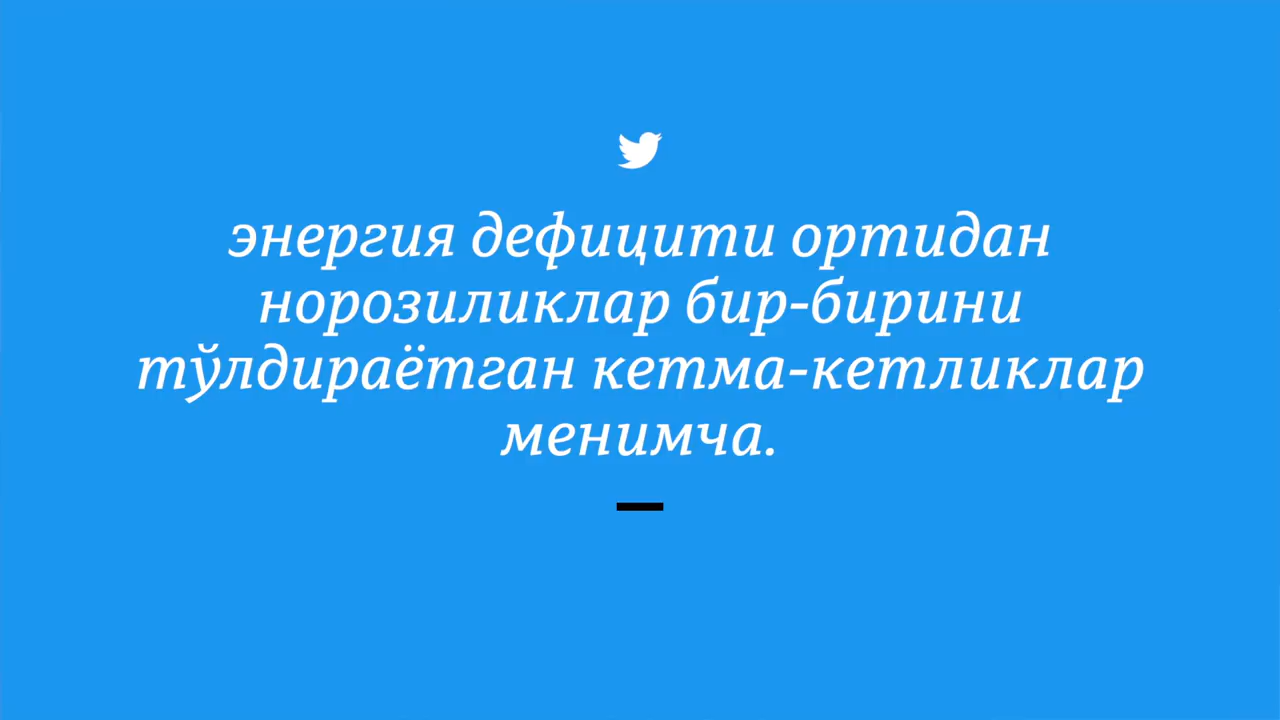 энергия дефицити ортидан
норозиликлар бир-бирини
тўлдираётган кетма-кетликлар
менимча.